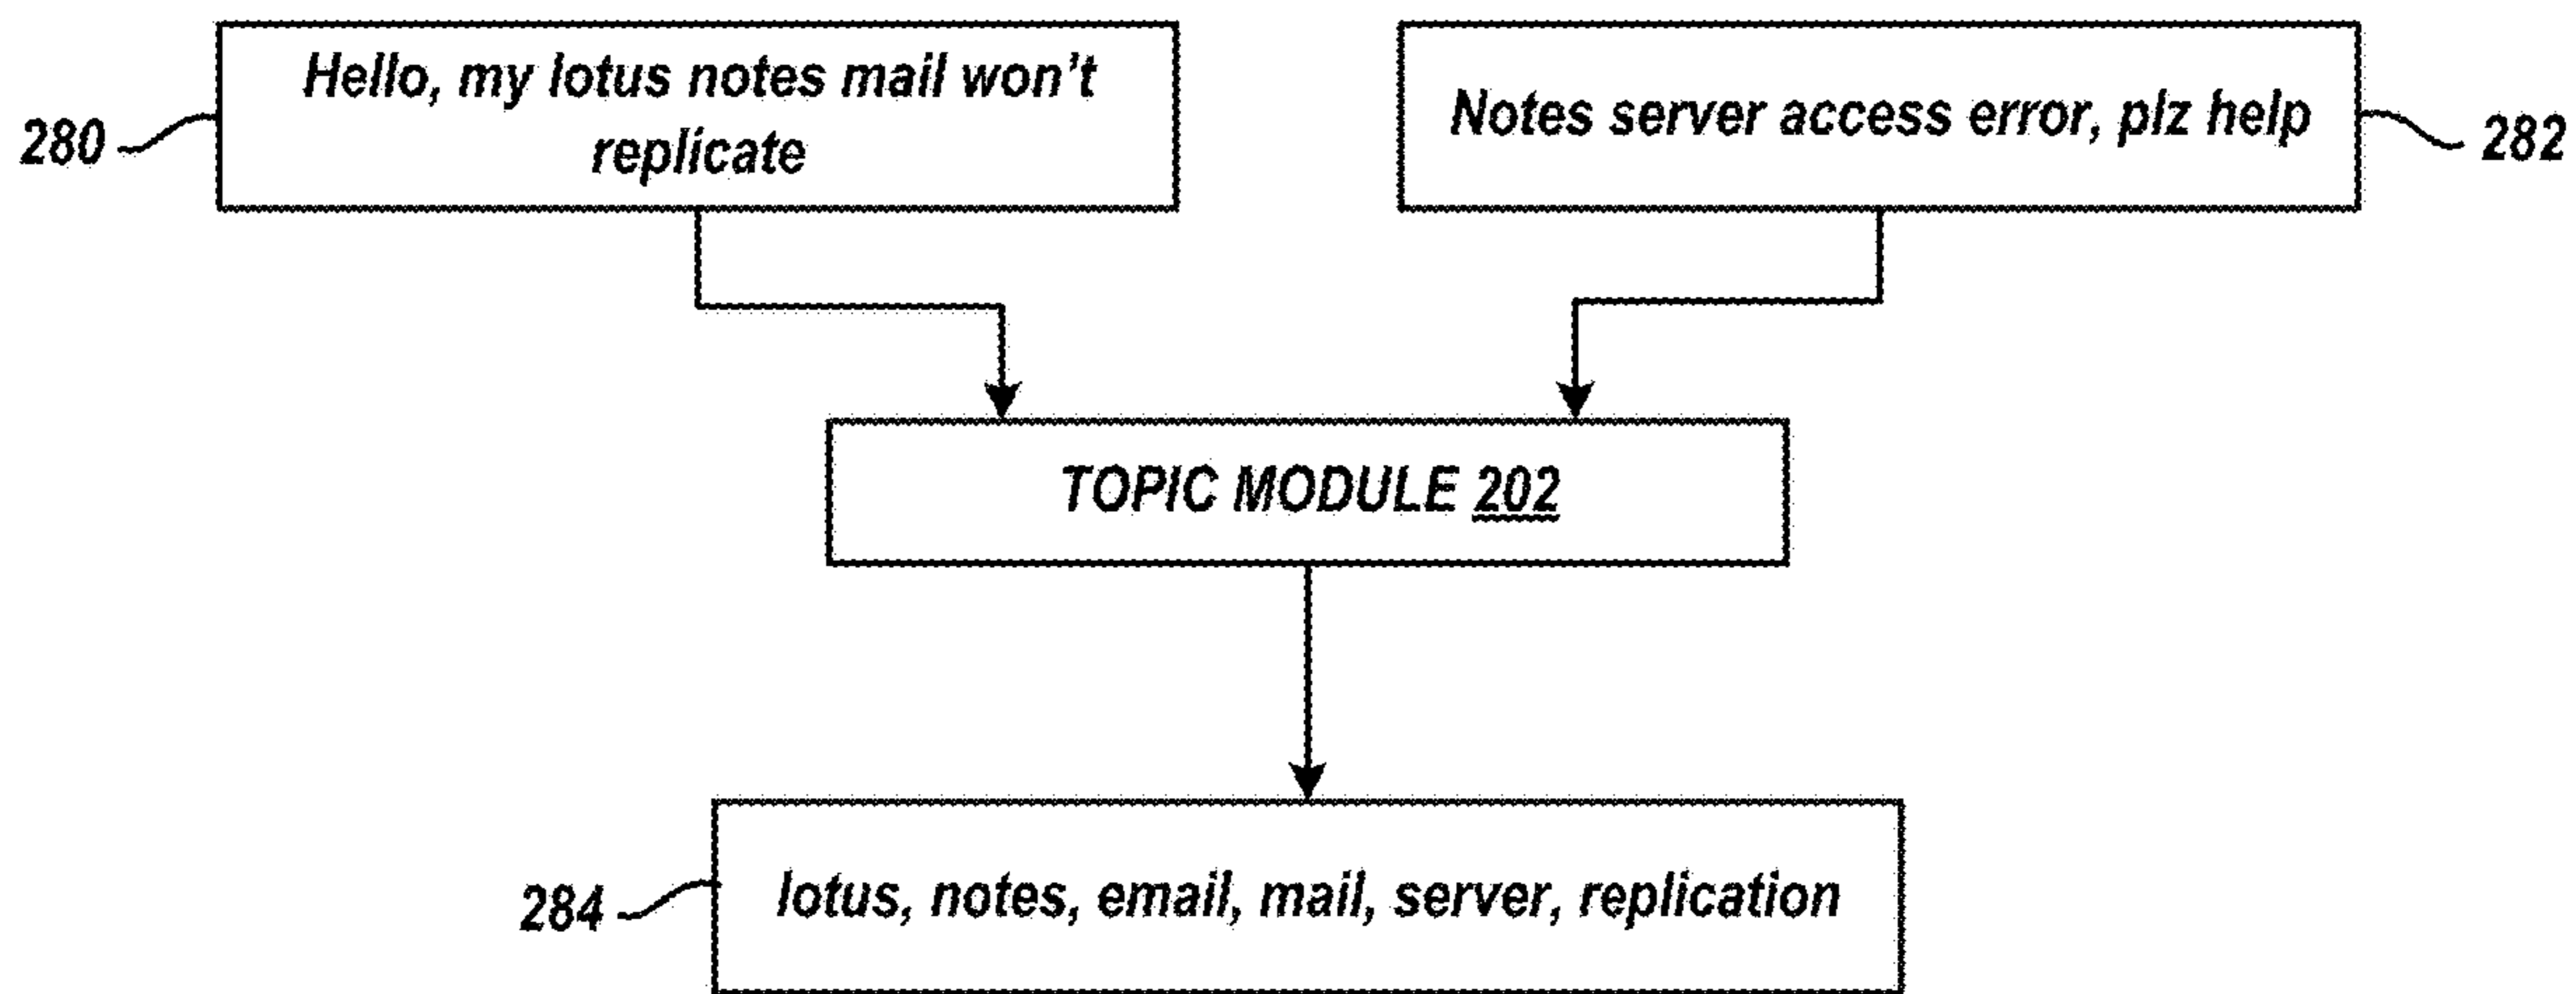 Hello, my lotus notes mail won't
replicate
280
Notes server access error, plz help
282
TOPIC MODULE 202
284
lotus, notes, email, mail, server, replication